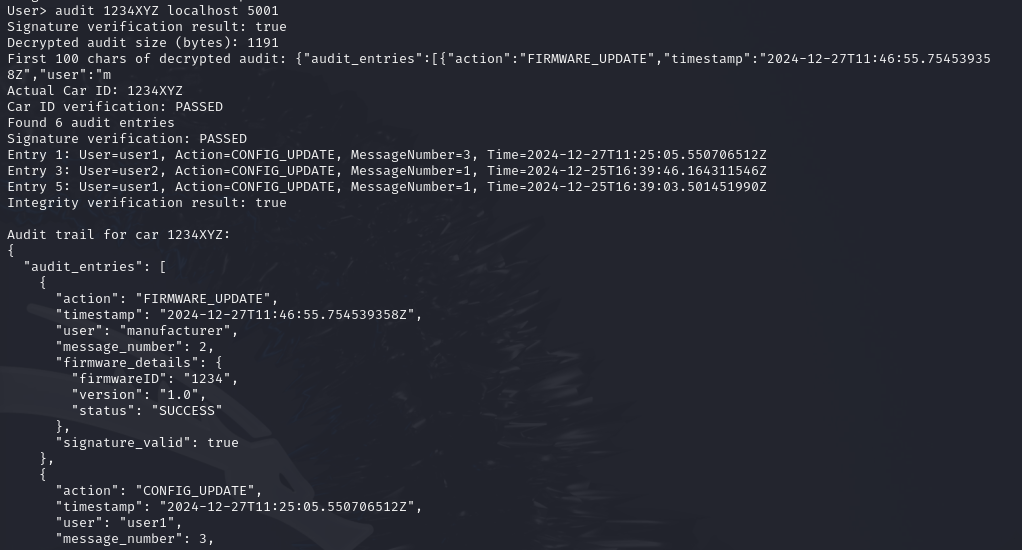 User> audit 1234XYZ localhost 5001
Signature verification result: true
Decrypted audit size (bytes): 1191
First 100 chars of decrypted audit: {"audit_entries":[{"action":"FIRMWARE_UPDATE","timestamp":"2024-12-27T11:46:55.75453935
8Z","user":"m
Actual Car ID: 1234XYZ
Car ID verification: PASSED
Found 6 audit entries
Signature verification: PASSED
Entry 1: User=user1, Action=CONFIG_UPDATE, MessageNumber=3, Time=2024-12-27T11:25:05.550706512Z
Entry 3: User=user2, Action=CONFIG_UPDATE, MessageNumber=1, Time=2024-12-25T16:39:46.164311546Z
Entry 5: User=user1, Action=CONFIG_UPDATE, MessageNumber=1, Time=2024-12-25T16:39:03.501451990Z
Integrity verification result: true

Audit trail for car 1234XYZ:
{
  "audit_entries": [
    {
      "action": "FIRMWARE_UPDATE",
      "timestamp": "2024-12-27T11:46:55.754539358Z",
      "user": "manufacturer",
      "message_number": 2,
      "firmware_details": {
        "firmwareID": "1234",
        "version": "1.0",
        "status": "SUCCESS"
      },
      "signature_valid": true
    },
    {
      "action": "CONFIG_UPDATE",
      "timestamp": "2024-12-27T11:25:05.550706512Z",
      "user": "user1",
      "message_number": 3,